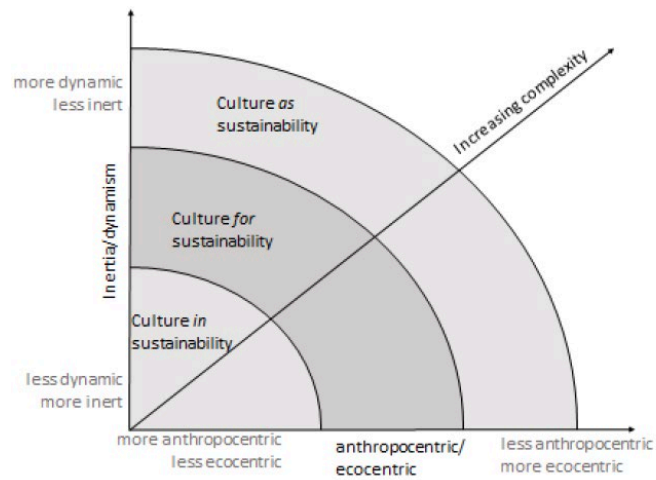 more dynamic
less inert
Culture as
sustainability
Increasing complexity
Inertia/dynamism
Culture for
sustainability
Culture in
sustainability
less dynamic
more inert
more anthropocentric
less ecocentric
anthropocentric/
ecocentric
less anthropocentric
more ecocentric